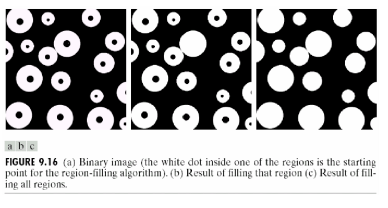 a b c
FIGURE 9.16 (a) Binary image (the white dot inside one of the regions is the starting
point for the region-filling algorithm). (b) Result of filling that region (c) Result of fill-
ing all regions.